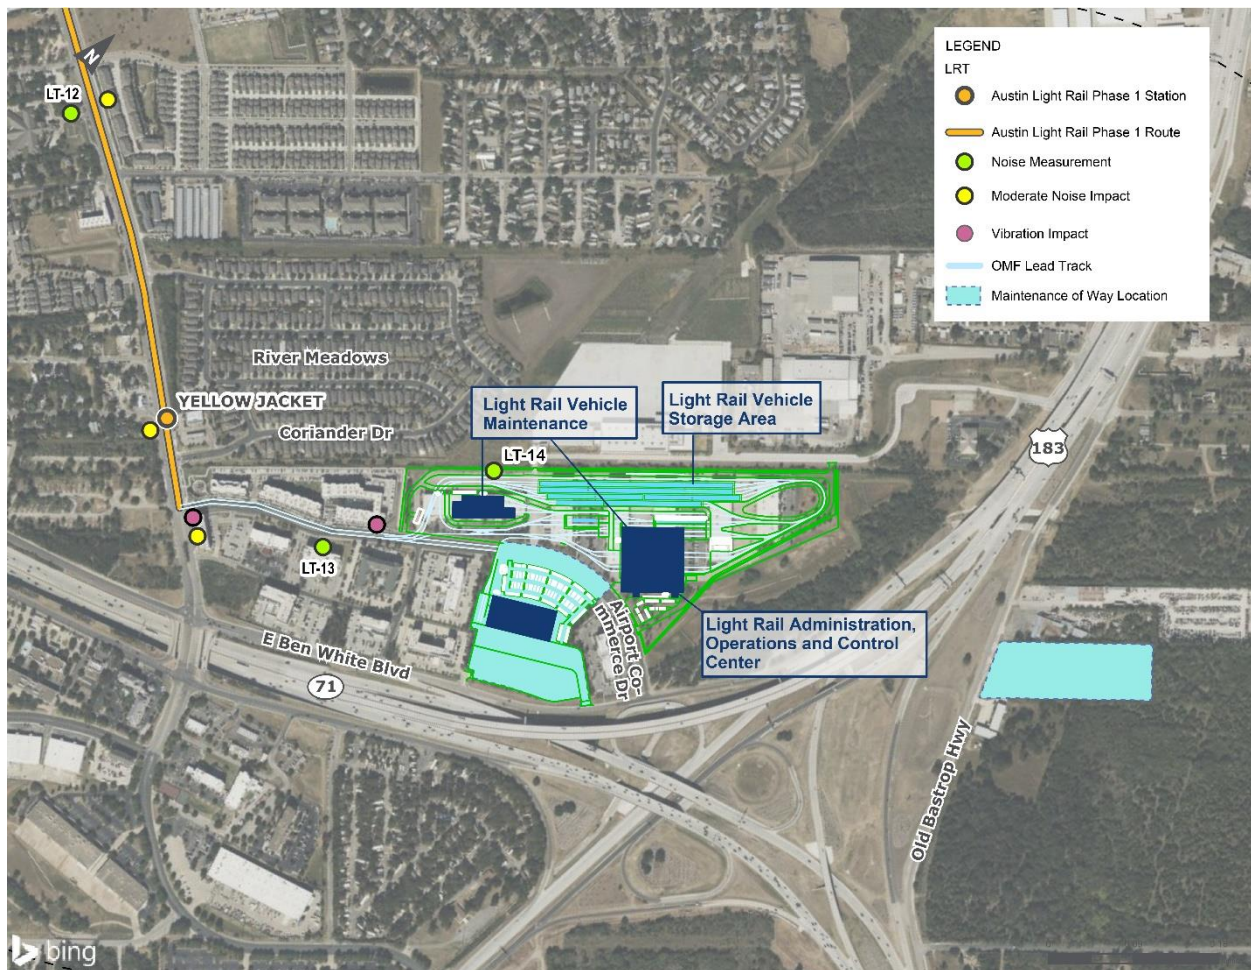 N
LT-12
LEGEND
LRT
Austin Light Rail Phase 1 Station
Austin Light Rail Phase 1 Route
Noise Measurement
Moderate Noise Impact
Vibration Impact
OMF Lead Track
Maintenance of Way Location
River Meadows
YELLOW JACKET
Coriander Dr
Light Rail Vehicle
Maintenance
Light Rail Vehicle
Storage Area
183
LT-14
LT-13
Airport Co-
mmerce Dr
Light Rail Administration,
Operations and Control
Center
E Ben White Blvd
71
Old Bastrop Hwy
bing